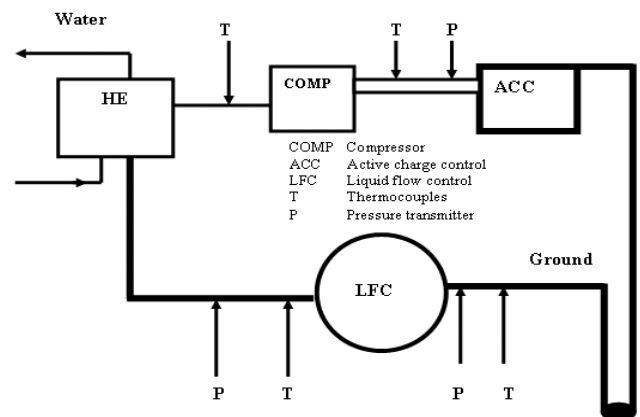 Water
T
T
P
HE
COMP
ACC
COMP Compressor
ACC Active charge control
LFC Liquid flow control
T Thermocouples
P Pressure transmitter
Ground
LFC
P
T
P
T